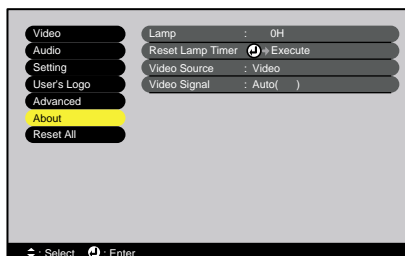 Video
Audio
Setting
User's Logo
Advanced
About
Reset All
Lamp : 0H
Reset Lamp Timer Execute
Video Source : Video
Video Signal : Auto( )
: Select : Enter